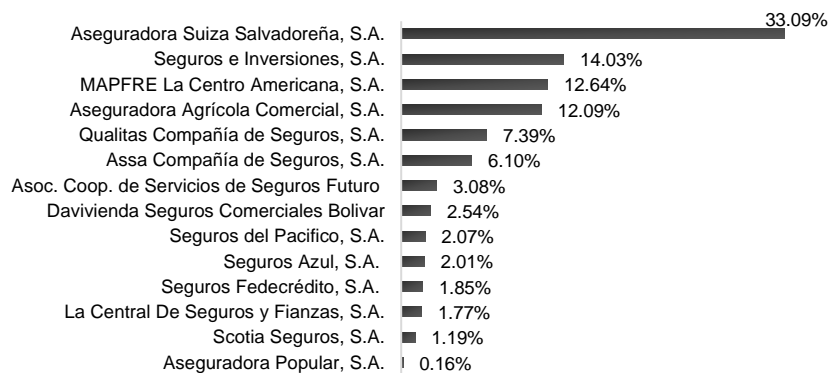 Aseguradora Suiza Salvadoreña, S.A. 33.09%
Seguros e Inversiones, S.A. 14.03%
MAPFRE La Centro Americana, S.A. 12.64%
Aseguradora Agrícola Comercial, S.A. 12.09%
Qualitas Compañía de Seguros, S.A. 7.39%
Assa Compañía de Seguros, S.A. 6.10%
Asoc. Coop. de Servicios de Seguros Futuro 3.08%
Davivienda Seguros Comerciales Bolivar 2.54%
Seguros del Pacifico, S.A. 2.07%
Seguros Azul, S.A. 2.01%
Seguros Fedecrédito, S.A. 1.85%
La Central De Seguros y Fianzas, S.A. 1.77%
Scotia Seguros, S.A. 1.19%
Aseguradora Popular, S.A. 0.16%